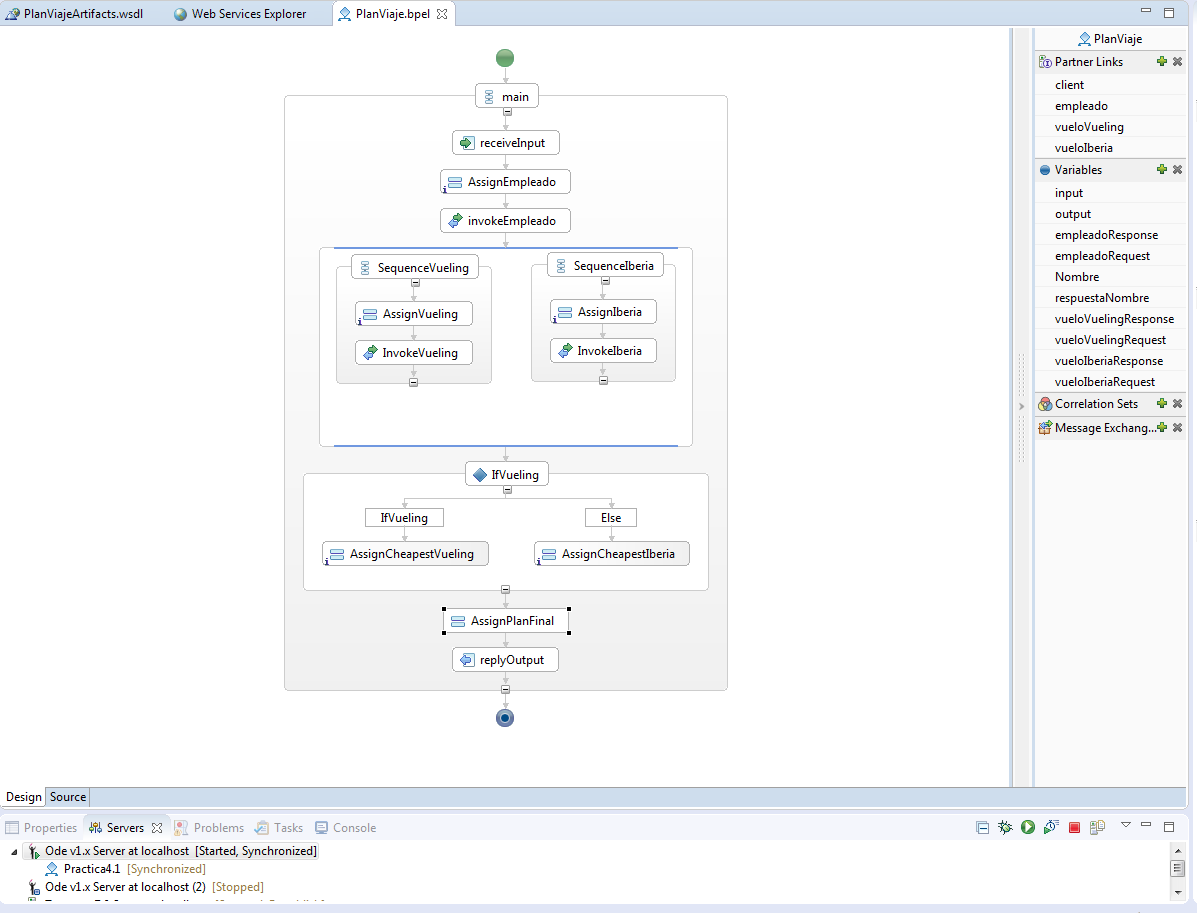 PlanViajeArtifacts.wsdl Web Services Explorer PlanViaje.bpel
main
receiveInput
AssignEmpleado
invokeEmpleado
SequenceVueling SequenceIberia
AssignVueling AssignIberia
InvokeVueling InvokeIberia
IfVueling
IfVueling Else
AssignCheapestVueling AssignCheapestIberia
AssignPlanFinal
replyOutput
PlanViaje
Partner Links
client
empleado
vueloVueling
vueloIberia
Variables
input
output
empleadoResponse
empleadoRequest
Nombre
respuestaNombre
vueloVuelingResponse
vueloVuelingRequest
vueloIberiaResponse
vueloIberiaRequest
Correlation Sets
Message Exchang...
Design Source
Properties Servers Problems Tasks Console
Ode v1.x Server at localhost [Started, Synchronized]
Practica4.1 [Synchronized]
Ode v1.x Server at localhost (2) [Stopped]